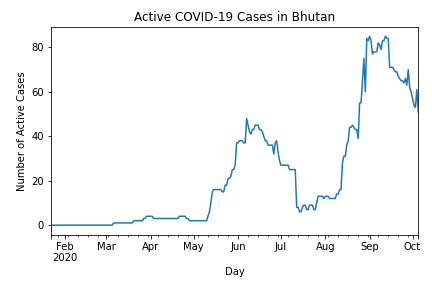 Active COVID-19 Cases in Bhutan
Number of Active Cases
80
60
40
20
0
Feb Mar Apr May Jun Jul Aug Sep Oct
2020
Day